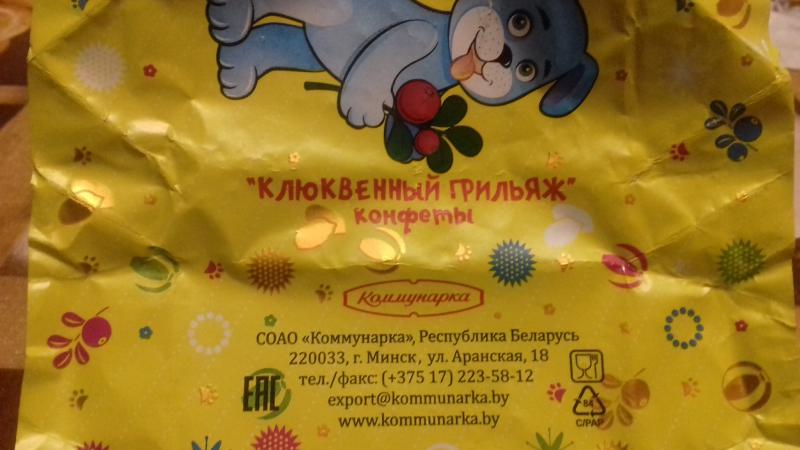 "КЛЮКВЕННЫЙ ГРИЛЬЯЖ"
конфеты
Коммунарка
СОАО «Коммунарка», Республика Беларусь
220033, г. Минск, ул. Аранская, 18
тел./факс: (+375 17) 223-58-12
export@kommunarka.by
www.kommunarka.by
ЕАС
84
C/PAP